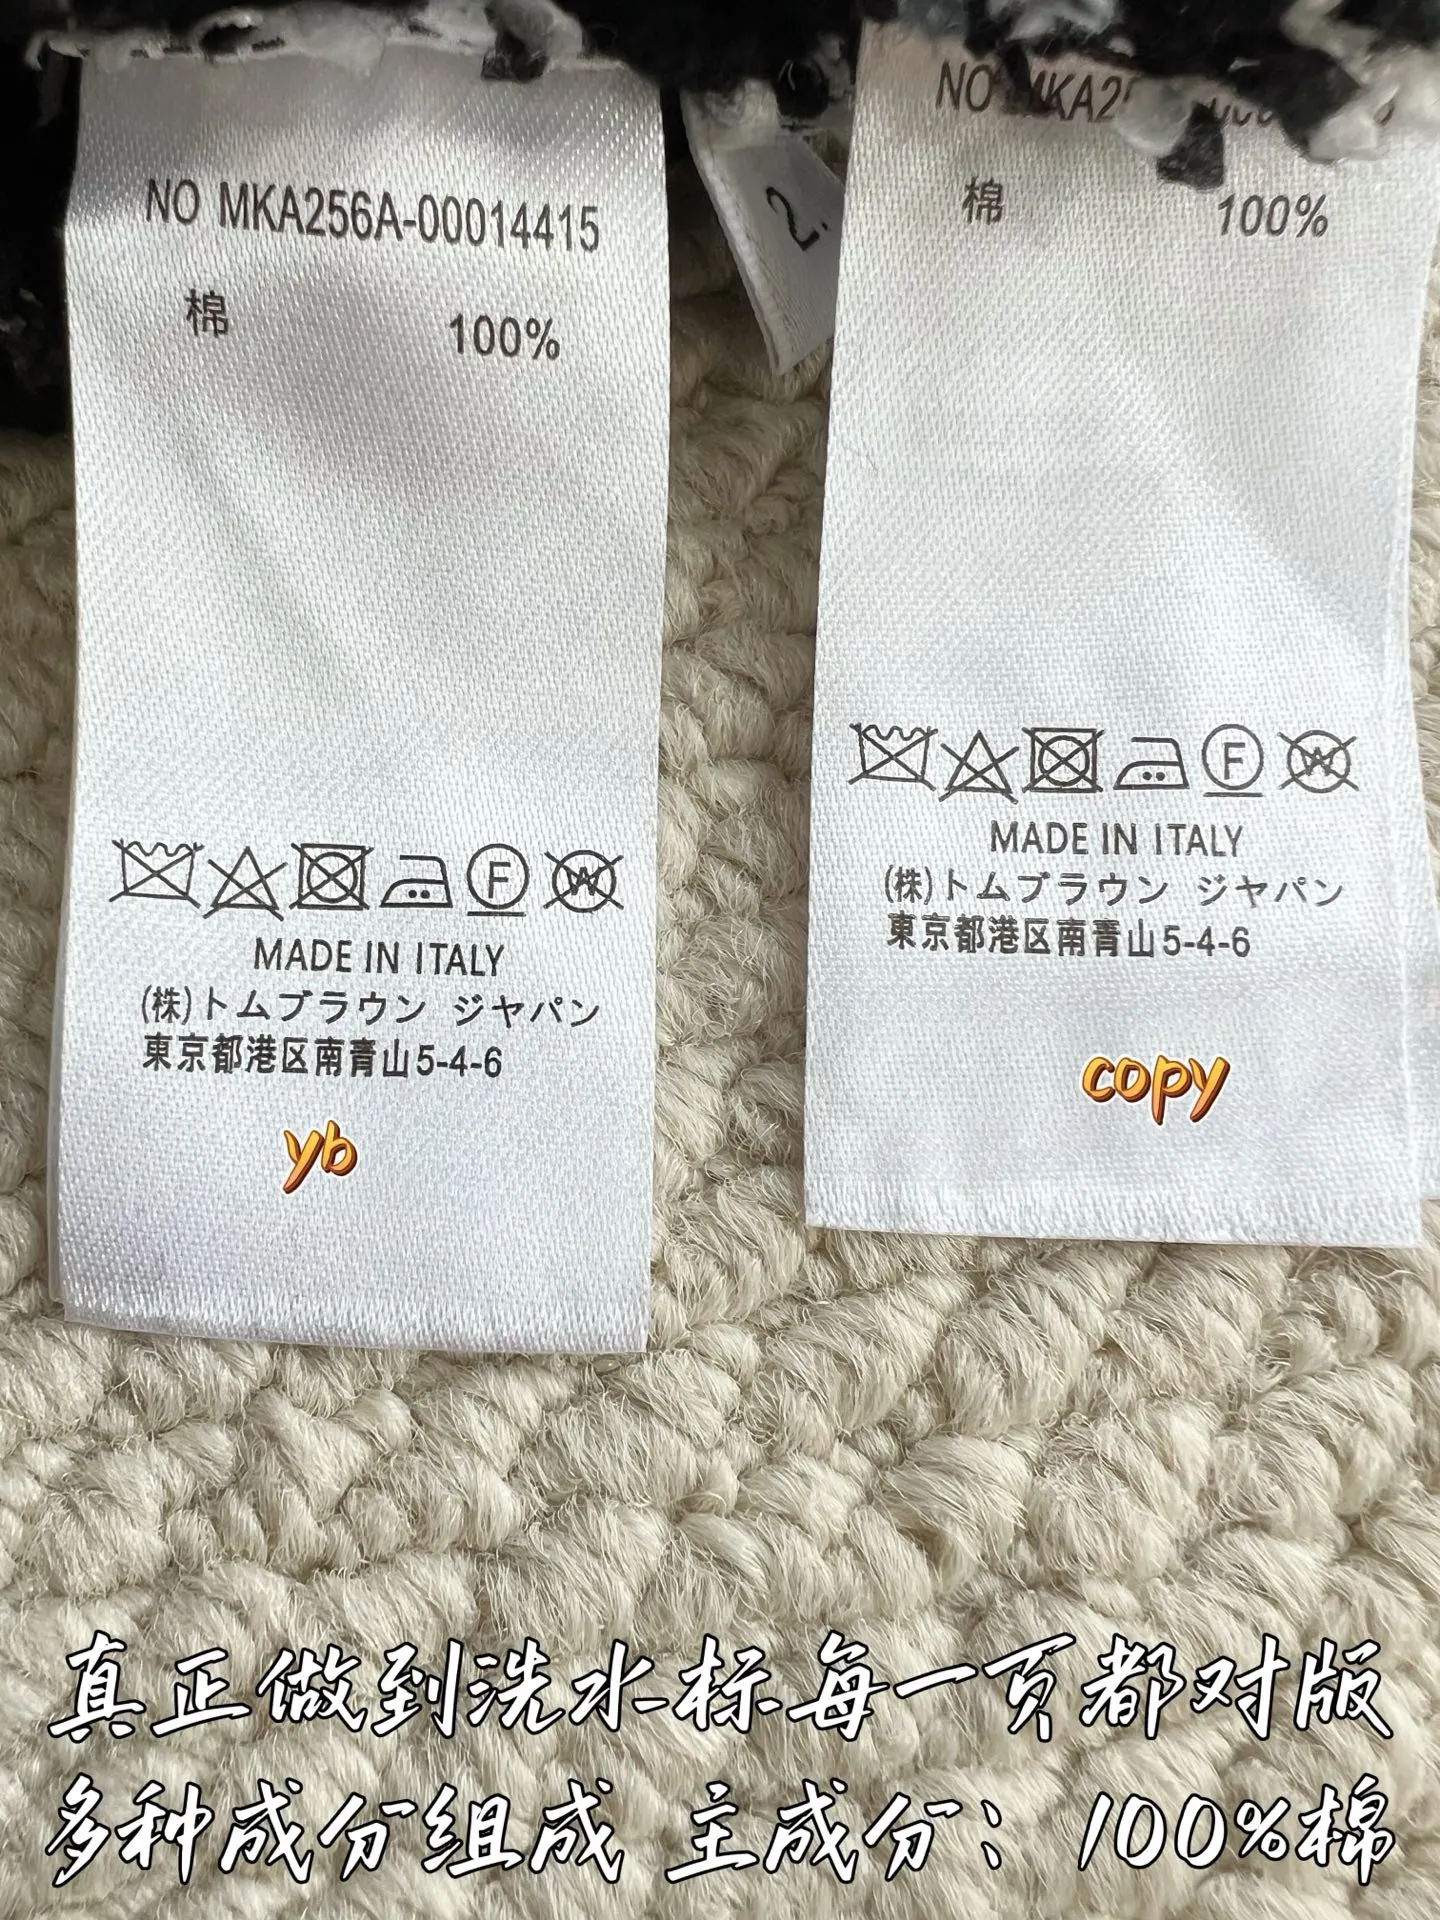 NO MKA256A-00014415
棉 100%
MADE IN ITALY
(株)トムブラウン ジャパン
東京都港区南青山5-4-6
yb
2.
NO MKA2
棉 100%
F
W
MADE IN ITALY
(株)トムブラウン ジャパン
東京都港区南青山5-4-6
copy
F
W
真正做到洗水标每一页都对版
多种成分组成 主成分：100%棉